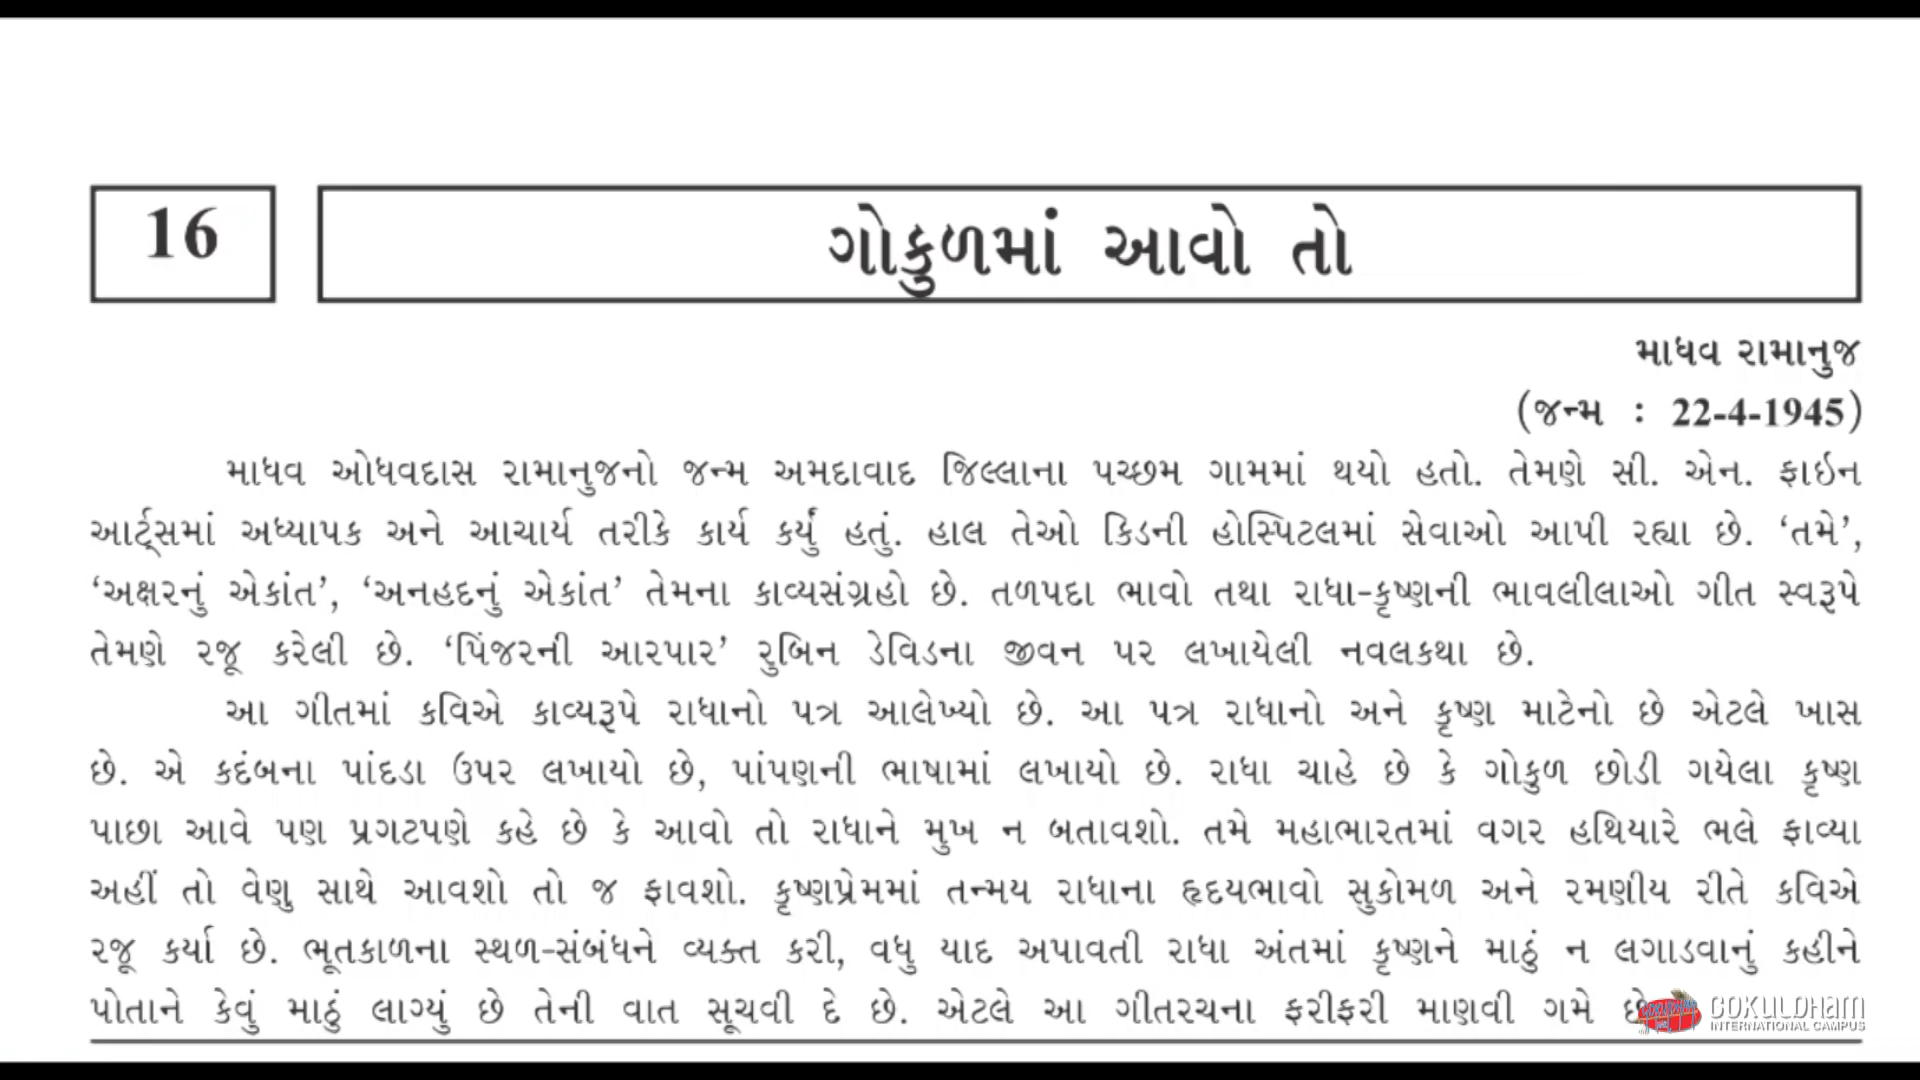 16
ગોકુળમાં આવો તો
માધવ રામાનુજ
(જન્મ : 22-4-1945)
માધવ ઓધવદાસ રામાનુજનો જન્મ અમદાવાદ જિલ્લાના પચ્છમ ગામમાં થયો હતો. તેમણે સી. એન. ફાઇન
આર્ટ્સમાં અધ્યાપક અને આચાર્ય તરીકે કાર્ય કર્યું હતું. હાલ તેઓ કિડની હોસ્પિટલમાં સેવાઓ આપી રહ્યા છે. ‘તમે’,
‘અક્ષરનું એકાંત’, ‘અનહદનું એકાંત’ તેમના કાવ્યસંગ્રહો છે. તળપદા ભાવો તથા રાધા-કૃષ્ણની ભાવલીલાઓ ગીત સ્વરૂપે
તેમણે રજૂ કરેલી છે. ‘પિંજરની આરપાર’ રુબિન ડેવિડના જીવન પર લખાયેલી નવલકથા છે.
આ ગીતમાં કવિએ કાવ્યરૂપે રાધાનો પત્ર આલેખ્યો છે. આ પત્ર રાધાનો અને કૃષ્ણ માટેનો છે એટલે ખાસ
છે. એ કદંબના પાંદડા ઉપર લખાયો છે, પાંપણની ભાષામાં લખાયો છે. રાધા ચાહે છે કે ગોકુળ છોડી ગયેલા કૃષ્ણ
પાછા આવે પણ પ્રગટપણે કહે છે કે આવો તો રાધાને મુખ ન બતાવશો. તમે મહાભારતમાં વગર હથિયારે ભલે ફાવ્યા
અહીં તો વેણુ સાથે આવશો તો જ ફાવશો. કૃષ્ણપ્રેમમાં તન્મય રાધાના હૃદયભાવો સુકોમળ અને રમણીય રીતે કવિએ
રજૂ કર્યા છે. ભૂતકાળના સ્થળ-સંબંધને વ્યક્ત કરી, વધુ યાદ અપાવતી રાધા અંતમાં કૃષ્ણને માઠું ન લગાડવાનું કહીને
પોતાને કેવું માઠું લાગ્યું છે તેની વાત સૂચવી દે છે. એટલે આ ગીતરચના ફરીફરી માણવી ગમે છે
GOKULDHAM
INTERNATIONAL CAMPUS